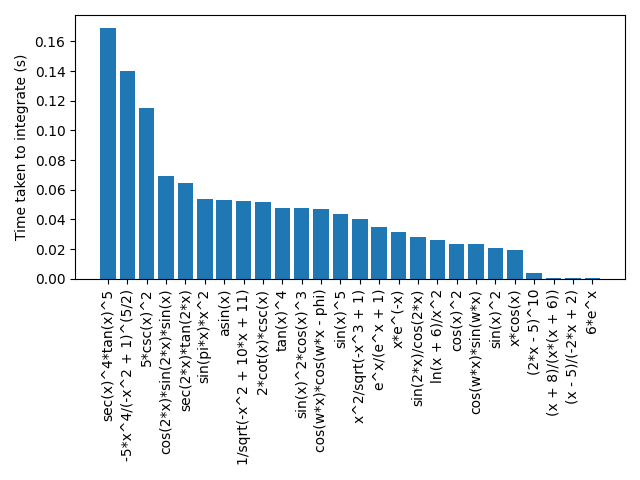 Time taken to integrate (s)
0.16
0.14
0.12
0.10
0.08
0.06
0.04
0.02
0.00
sec(x)^4*tan(x)^5
-5*x^4/(-x^2 + 1)^(5/2)
5*csc(x)^2
cos(2*x)*sin(2*x)*sin(x)
sec(2*x)*tan(2*x)
sin(pi*x)*x^2
asin(x)
1/sqrt(-x^2 + 10*x + 11)
2*cot(x)*csc(x)
tan(x)^4
sin(x)^2*cos(x)^3
cos(w*x)*cos(w*x - phi)
sin(x)^5
x^2/sqrt(-x^3 + 1)
e^x/(e^x + 1)
x*e^(-x)
sin(2*x)/cos(2*x)
ln(x + 6)/x^2
cos(x)^2
cos(w*x)*sin(w*x)
sin(x)^2
x*cos(x)
(2*x - 5)^10
(x + 8)/(x*(x + 6))
(x - 5)/(-2*x + 2)
6*e^x